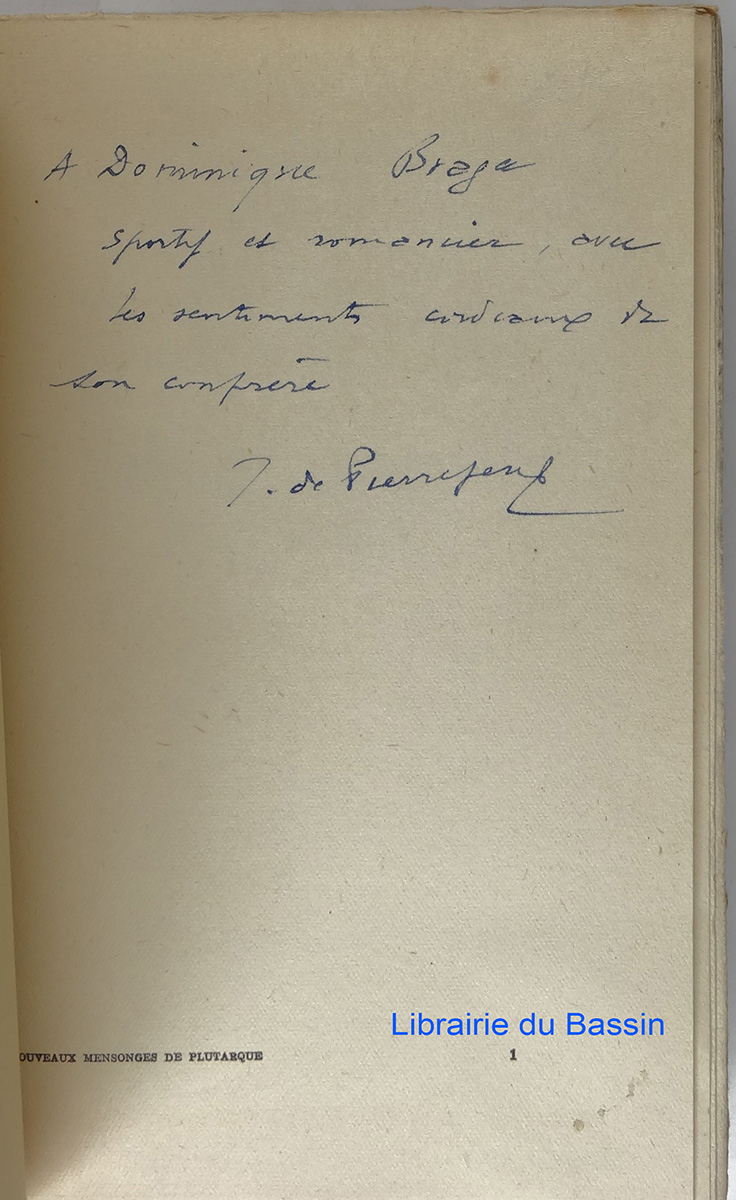 A Dominique Braga
sportif et romancier, avec
les sentiments cordiaux de
son confrère
J. de Pierrefeu
Librairie du Bassin
OUVEAUX MENSONGES DE PLUTARQUE 1